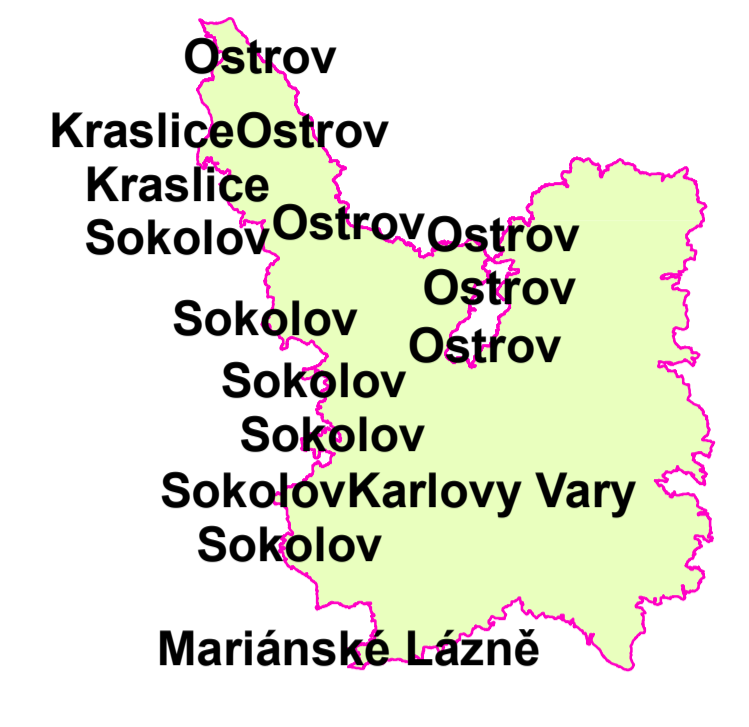 Ostrov
KrasliceOstrov
Kraslice
Sokolov
Ostrov
Ostrov
Ostrov
Sokolov
Ostrov
Sokolov
Sokolov
SokolovKarlovy Vary
Sokolov
Mariánské Lázně